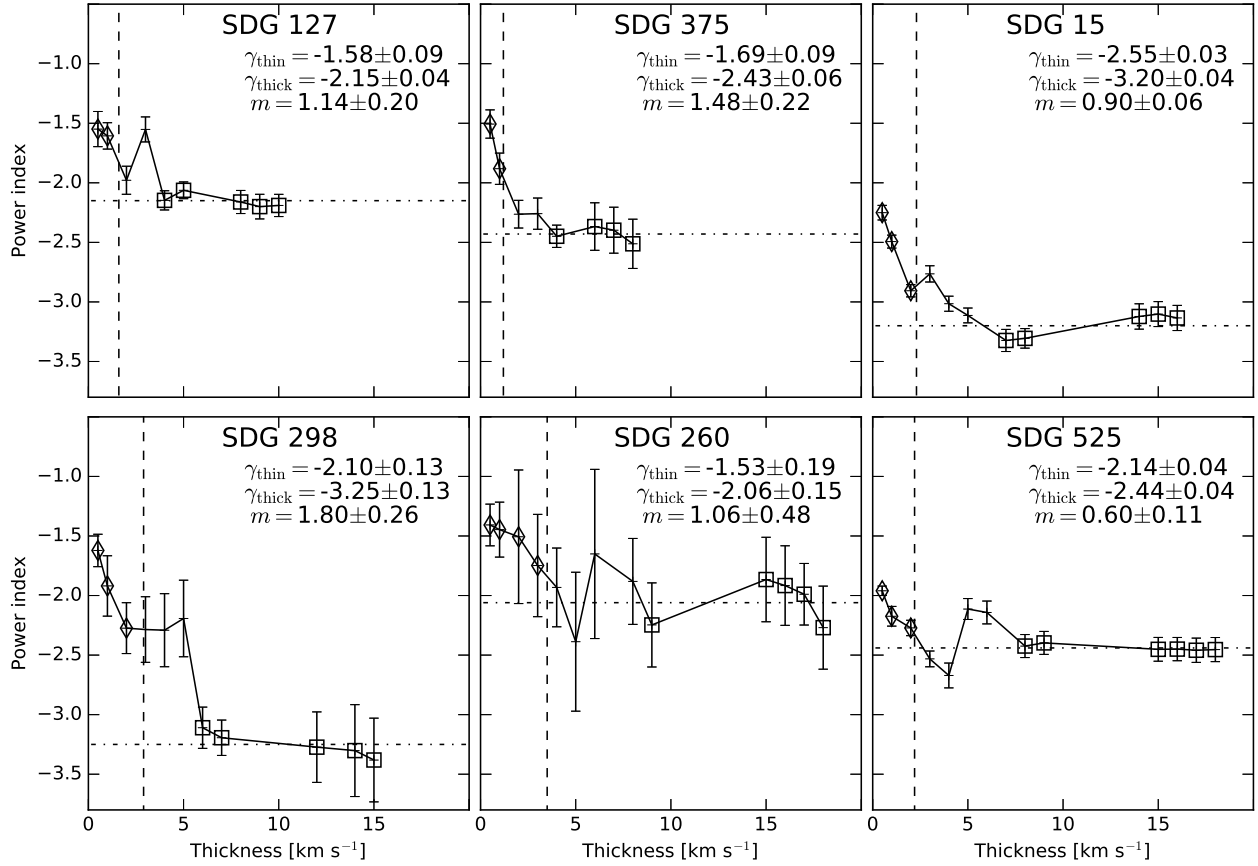 SDG 127
γthin = -1.58±0.09
γthick = -2.15±0.04
m = 1.14±0.20
SDG 375
γthin = -1.69±0.09
γthick = -2.43±0.06
m = 1.48±0.22
SDG 15
γthin = -2.55±0.03
γthick = -3.20±0.04
m = 0.90±0.06
Power index
−1.0
−1.5
−2.0
−2.5
−3.0
−3.5
SDG 298
γthin = -2.10±0.13
γthick = -3.25±0.13
m = 1.80±0.26
SDG 260
γthin = -1.53±0.19
γthick = -2.06±0.15
m = 1.06±0.48
SDG 525
γthin = -2.14±0.04
γthick = -2.44±0.04
m = 0.60±0.11
Power index
−1.0
−1.5
−2.0
−2.5
−3.0
−3.5
0 5 10 15
0 5 10 15
0 5 10 15
Thickness [km s⁻¹]
Thickness [km s⁻¹]
Thickness [km s⁻¹]